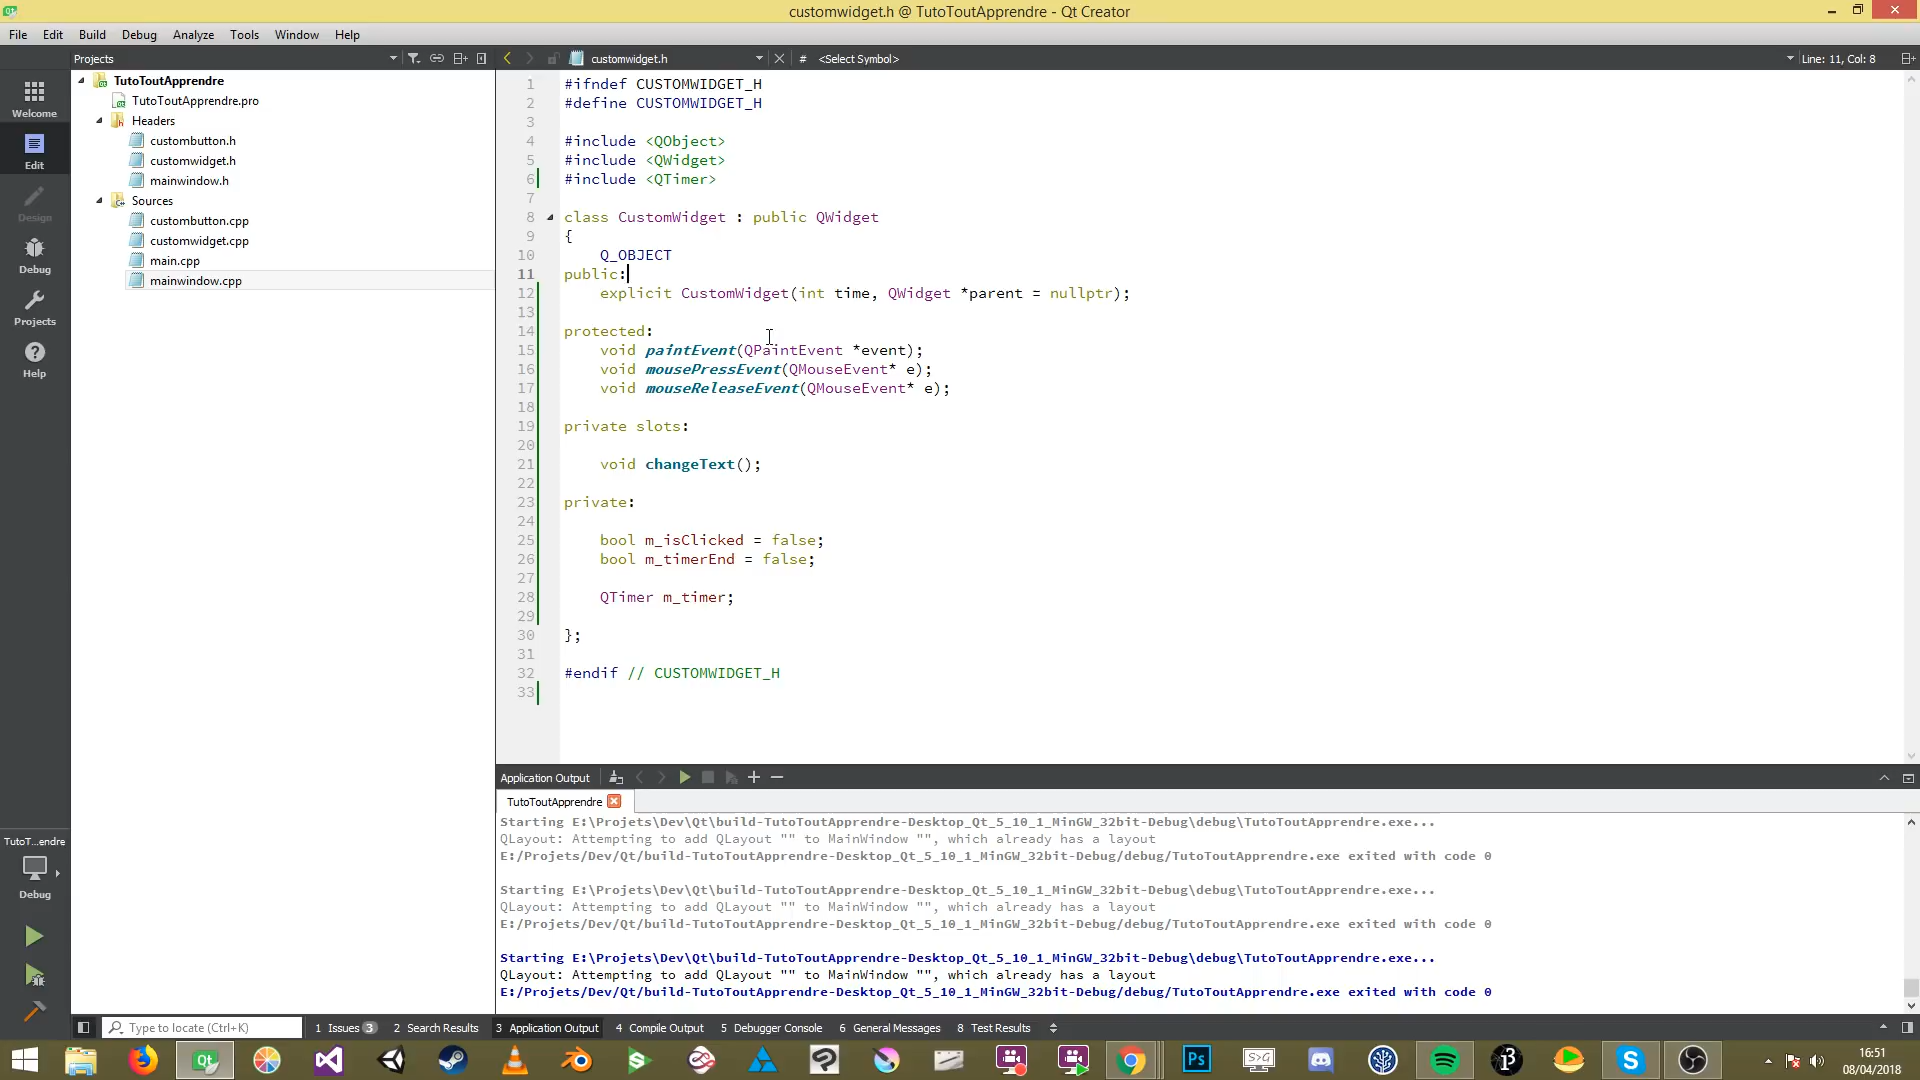 customwidget.h @ TutoToutApprendre - Qt Creator
File Edit Build Debug Analyze Tools Window Help
Projects
customwidget.h
# <Select Symbol>
Line: 11, Col: 8
Welcome
Edit
Design
Debug
Projects
Help
TutoToutApprendre
TutoToutApprendre.pro
Headers
custombutton.h
customwidget.h
mainwindow.h
Sources
custombutton.cpp
customwidget.cpp
main.cpp
mainwindow.cpp
1 #ifndef CUSTOMWIDGET_H
2 #define CUSTOMWIDGET_H
3
4 #include <QObject>
5 #include <QWidget>
6 #include <QTimer>
7
8 class CustomWidget : public QWidget
9 {
10 Q_OBJECT
11 public:
12 explicit CustomWidget(int time, QWidget *parent = nullptr);
13
14 protected:
15 void paintEvent(QPaintEvent *event);
16 void mousePressEvent(QMouseEvent* e);
17 void mouseReleaseEvent(QMouseEvent* e);
18
19 private slots:
20
21 void changeText();
22
23 private:
24
25 bool m_isClicked = false;
26 bool m_timerEnd = false;
27
28 QTimer m_timer;
29
30 };
31
32 #endif // CUSTOMWIDGET_H
33
Application Output
TutoToutApprendre
Starting E:\Projets\Dev\Qt\build-TutoToutApprendre-Desktop_Qt_5_10_1_MinGW_32bit-Debug\debug\TutoToutApprendre.exe...
QLayout: Attempting to add QLayout "" to MainWindow "", which already has a layout
E:/Projets/Dev/Qt/build-TutoToutApprendre-Desktop_Qt_5_10_1_MinGW_32bit-Debug/debug/TutoToutApprendre.exe exited with code 0
Starting E:\Projets\Dev\Qt\build-TutoToutApprendre-Desktop_Qt_5_10_1_MinGW_32bit-Debug\debug\TutoToutApprendre.exe...
QLayout: Attempting to add QLayout "" to MainWindow "", which already has a layout
E:/Projets/Dev/Qt/build-TutoToutApprendre-Desktop_Qt_5_10_1_MinGW_32bit-Debug/debug/TutoToutApprendre.exe exited with code 0
Starting E:\Projets\Dev\Qt\build-TutoToutApprendre-Desktop_Qt_5_10_1_MinGW_32bit-Debug\debug\TutoToutApprendre.exe...
QLayout: Attempting to add QLayout "" to MainWindow "", which already has a layout
E:/Projets/Dev/Qt/build-TutoToutApprendre-Desktop_Qt_5_10_1_MinGW_32bit-Debug/debug/TutoToutApprendre.exe exited with code 0
TutoT...endre
Debug
Type to locate (Ctrl+K)
1 Issues 3 2 Search Results 3 Application Output 4 Compile Output 5 Debugger Console 6 General Messages 8 Test Results
Qt
Ps
S>G
16:51
08/04/2018